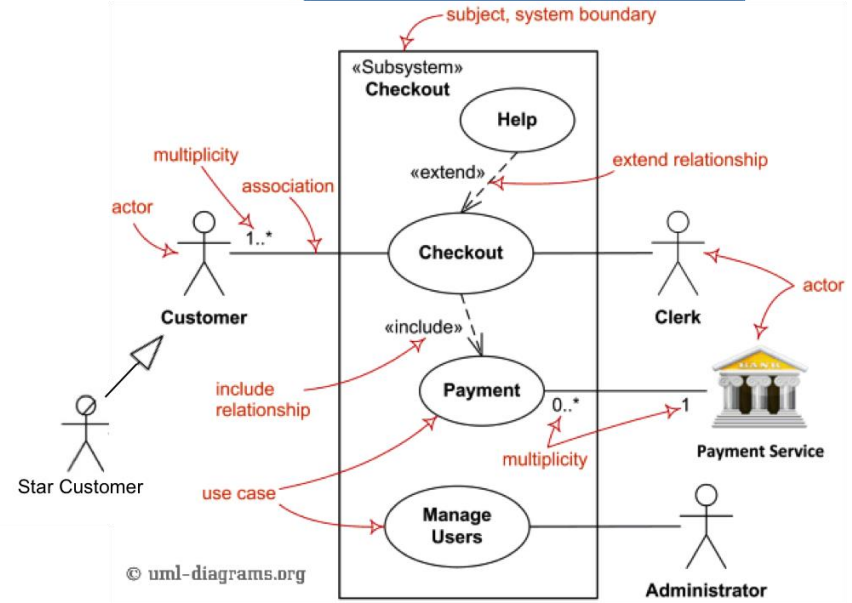 subject, system boundary
«Subsystem»
Checkout
Help
multiplicity
«extend»
extend relationship
association
actor
1..*
Checkout
Customer
Clerk
actor
«include»
include
relationship
Payment
0..*
1
BANK
Payment Service
multiplicity
Star Customer
use case
Manage
Users
© uml-diagrams.org
Administrator